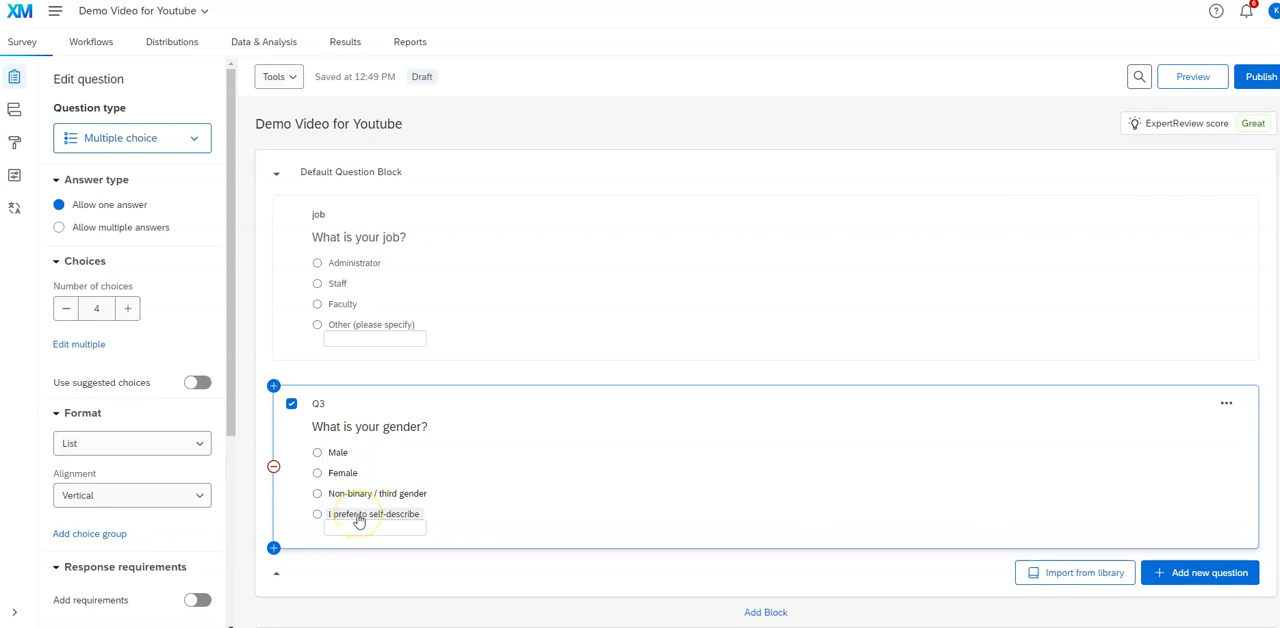 XM Demo Video for Youtube
6
K
Survey Workflows Distributions Data & Analysis Results Reports
Edit question
Question type
Multiple choice
Answer type
Allow one answer
Allow multiple answers
Choices
Number of choices
4
Edit multiple
Use suggested choices
Format
List
Alignment
Vertical
Add choice group
Response requirements
Add requirements
Tools Saved at 12:49 PM Draft Preview Publish
Demo Video for Youtube
ExpertReview score Great
Default Question Block
job
What is your job?
Administrator
Staff
Faculty
Other (please specify)
Q3
What is your gender?
Male
Female
Non-binary / third gender
I prefer to self-describe
Import from library
Add new question
Add Block